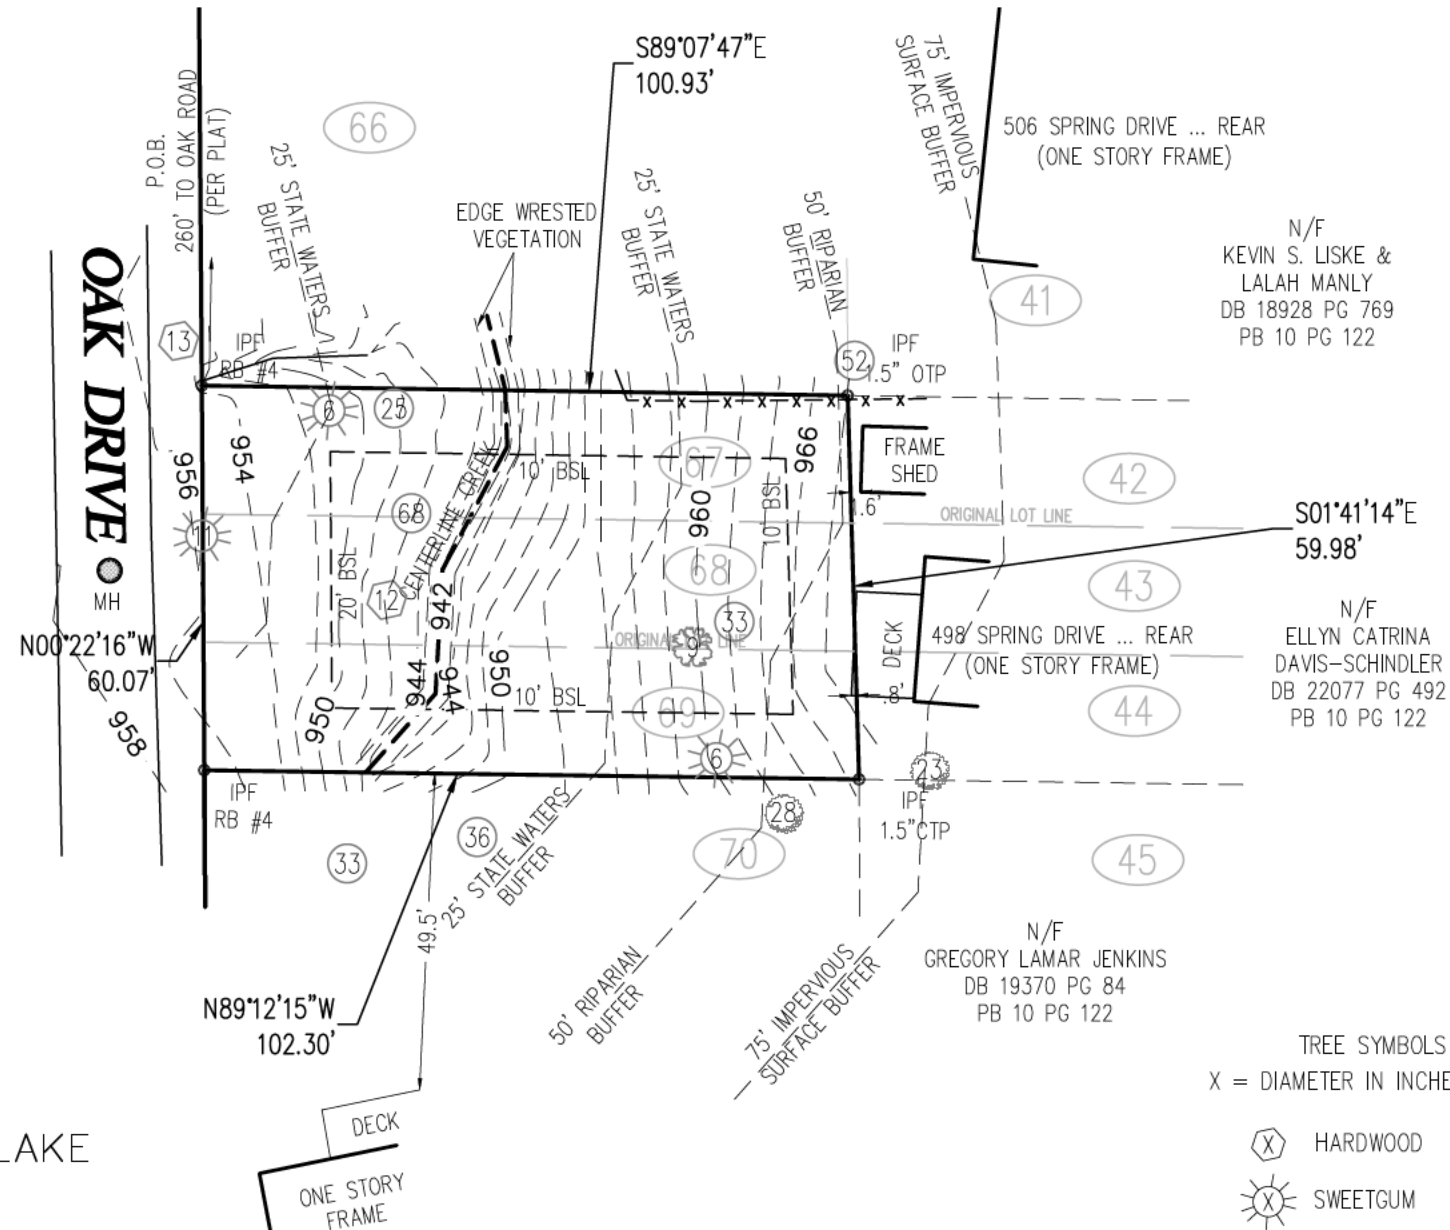 S89°07'47"E
100.93'
P.O.B.
260' TO OAK ROAD
(PER PLAT)
66
25' STATE WATERS
BUFFER
EDGE WRESTED
VEGETATION
25' STATE WATERS
BUFFER
50' RIPARIAN
BUFFER
75' IMPERVIOUS
SURFACE BUFFER
506 SPRING DRIVE ... REAR
(ONE STORY FRAME)
N/F
KEVIN S. LISKE &
LALAH MANLY
DB 18928 PG 769
PB 10 PG 122
41
OAK DRIVE
MH
13
IPF
RB #4
52
IPF
1.5" OTP
6
25
956
954
CENTERLINE CREEK
10' BSL
67
966
FRAME
SHED
42
11
68
960
10' BSL
1.6'
ORIGINAL LOT LINE
S01°41'14"E
59.98'
20' BSL
12
942
68
33
43
N/F
ELLYN CATRINA
DAVIS-SCHINDLER
DB 22077 PG 492
PB 10 PG 122
N00°22'16"W
60.07'
ORIGINAL LOT LINE
9
DECK
498 SPRING DRIVE ... REAR
(ONE STORY FRAME)
958
950
944
944
950
10' BSL
69
.8'
44
6
23
IPF
RB #4
28
IPF
1.5"CTP
33
36
25' STATE WATERS
BUFFER
70
45
49.5'
50' RIPARIAN
BUFFER
75' IMPERVIOUS
SURFACE BUFFER
N/F
GREGORY LAMAR JENKINS
DB 19370 PG 84
PB 10 PG 122
N89°12'15"W
102.30'
DECK
ONE STORY
FRAME
LAKE
TREE SYMBOLS
X = DIAMETER IN INCHE
X HARDWOOD
X SWEETGUM